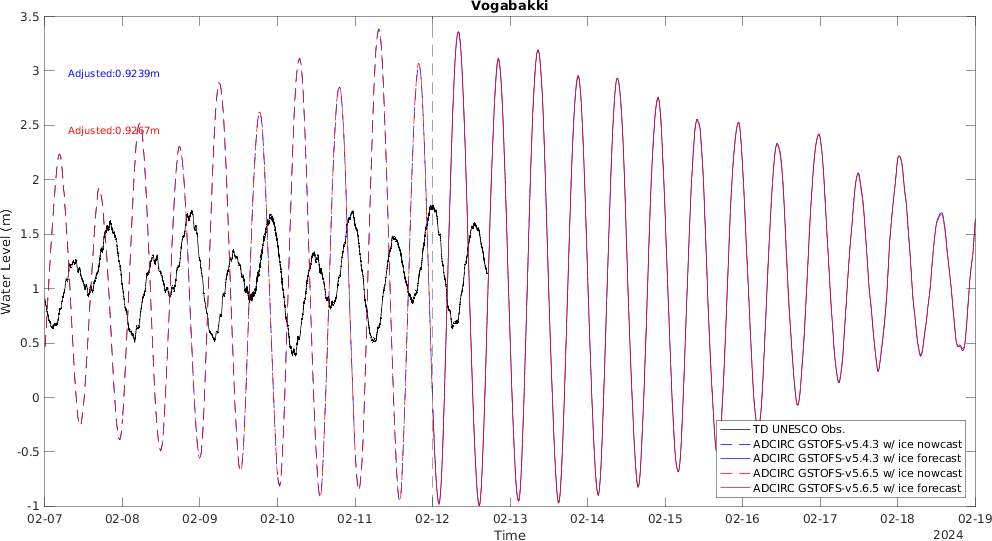 Vogabakki
3.5
3
2.5
2
1.5
1
0.5
0
-0.5
-1
Water Level (m)
Adjusted:0.9239m
Adjusted:0.9267m
TD UNESCO Obs.
ADCIRC GSTOFS-v5.4.3 w/ ice nowcast
ADCIRC GSTOFS-v5.4.3 w/ ice forecast
ADCIRC GSTOFS-v5.6.5 w/ ice nowcast
ADCIRC GSTOFS-v5.6.5 w/ ice forecast
02-07 02-08 02-09 02-10 02-11 02-12 02-13 02-14 02-15 02-16 02-17 02-18 02-19
Time
2024